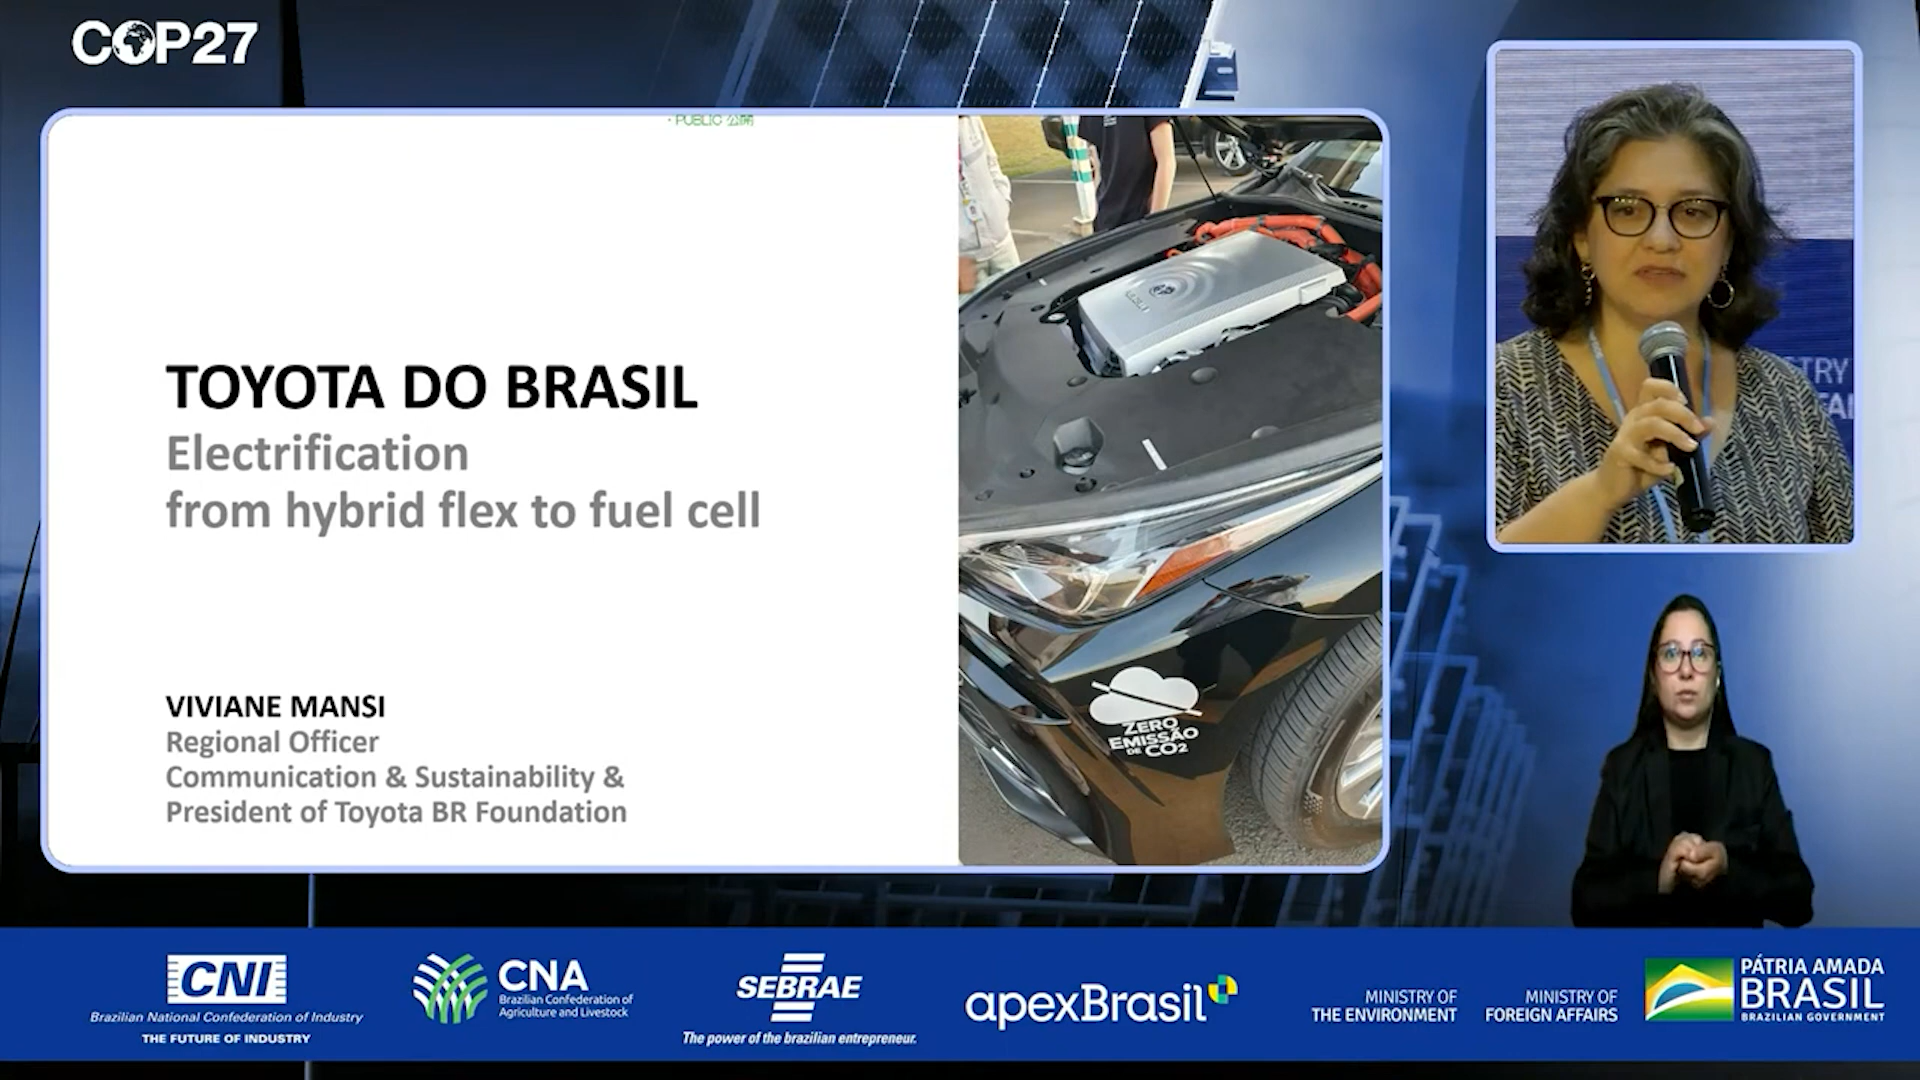 COP27
· PUBLIC 公開
TOYOTA DO BRASIL
Electrification
from hybrid flex to fuel cell
VIVIANE MANSI
Regional Officer
Communication & Sustainability &
President of Toyota BR Foundation
ZERO
EMISSÃO
DE CO2
CNI
Brazilian National Confederation of Industry
THE FUTURE OF INDUSTRY
CNA
Brazilian Confederation of
Agriculture and Livestock
SEBRAE
The power of the brazilian entrepreneur.
apexBrasil
MINISTRY OF
THE ENVIRONMENT
MINISTRY OF
FOREIGN AFFAIRS
PÁTRIA AMADA
BRASIL
BRAZILIAN GOVERNMENT